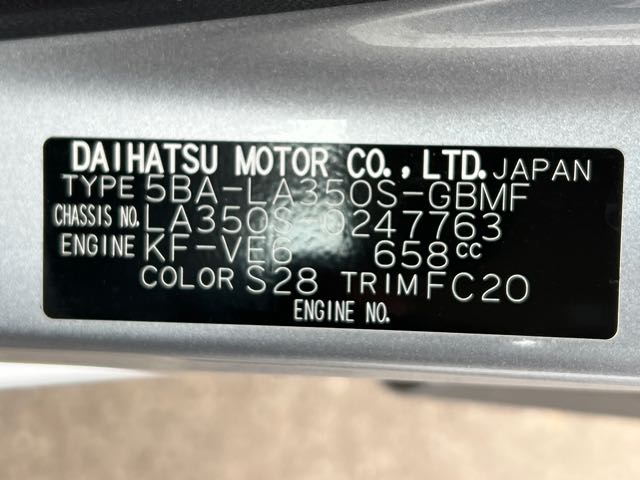 DAIHATSU MOTOR CO., LTD. JAPAN
TYPE 5BA-LA350S-GBMF
CHASSIS NO. LA350S-0247763
ENGINE KF-VE6 658cc
COLOR S28 TRIM FC20
ENGINE NO.